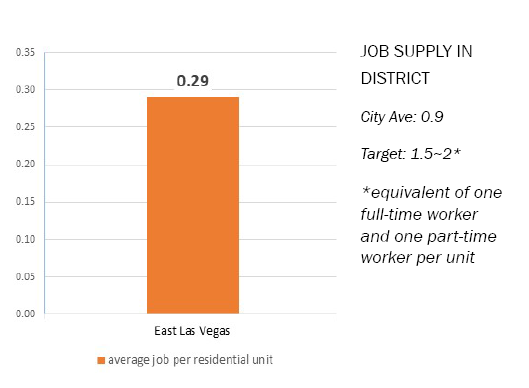 JOB SUPPLY IN
DISTRICT
City Ave: 0.9
Target: 1.5~2*
*equivalent of one
full-time worker
and one part-time
worker per unit
0.35
0.30
0.25
0.20
0.15
0.10
0.05
0.00
0.29
East Las Vegas
average job per residential unit